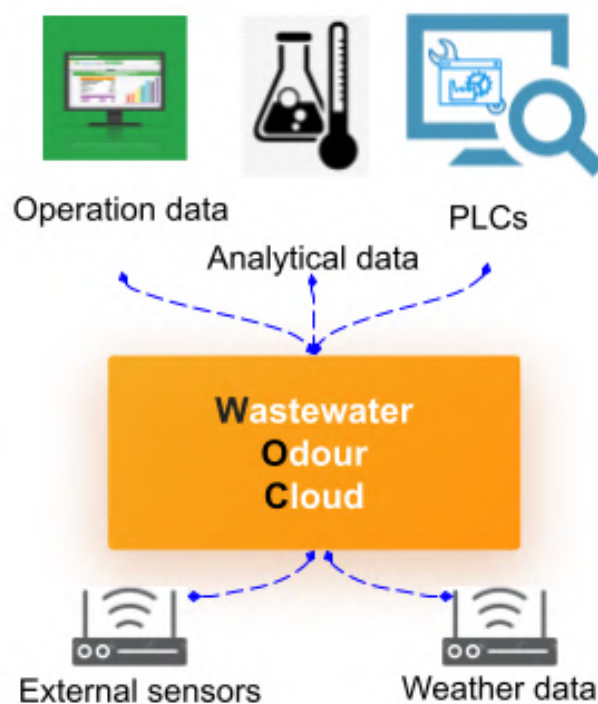 Operation data
PLCs
Analytical data
Wastewater
Odour
Cloud
External sensors
Weather data